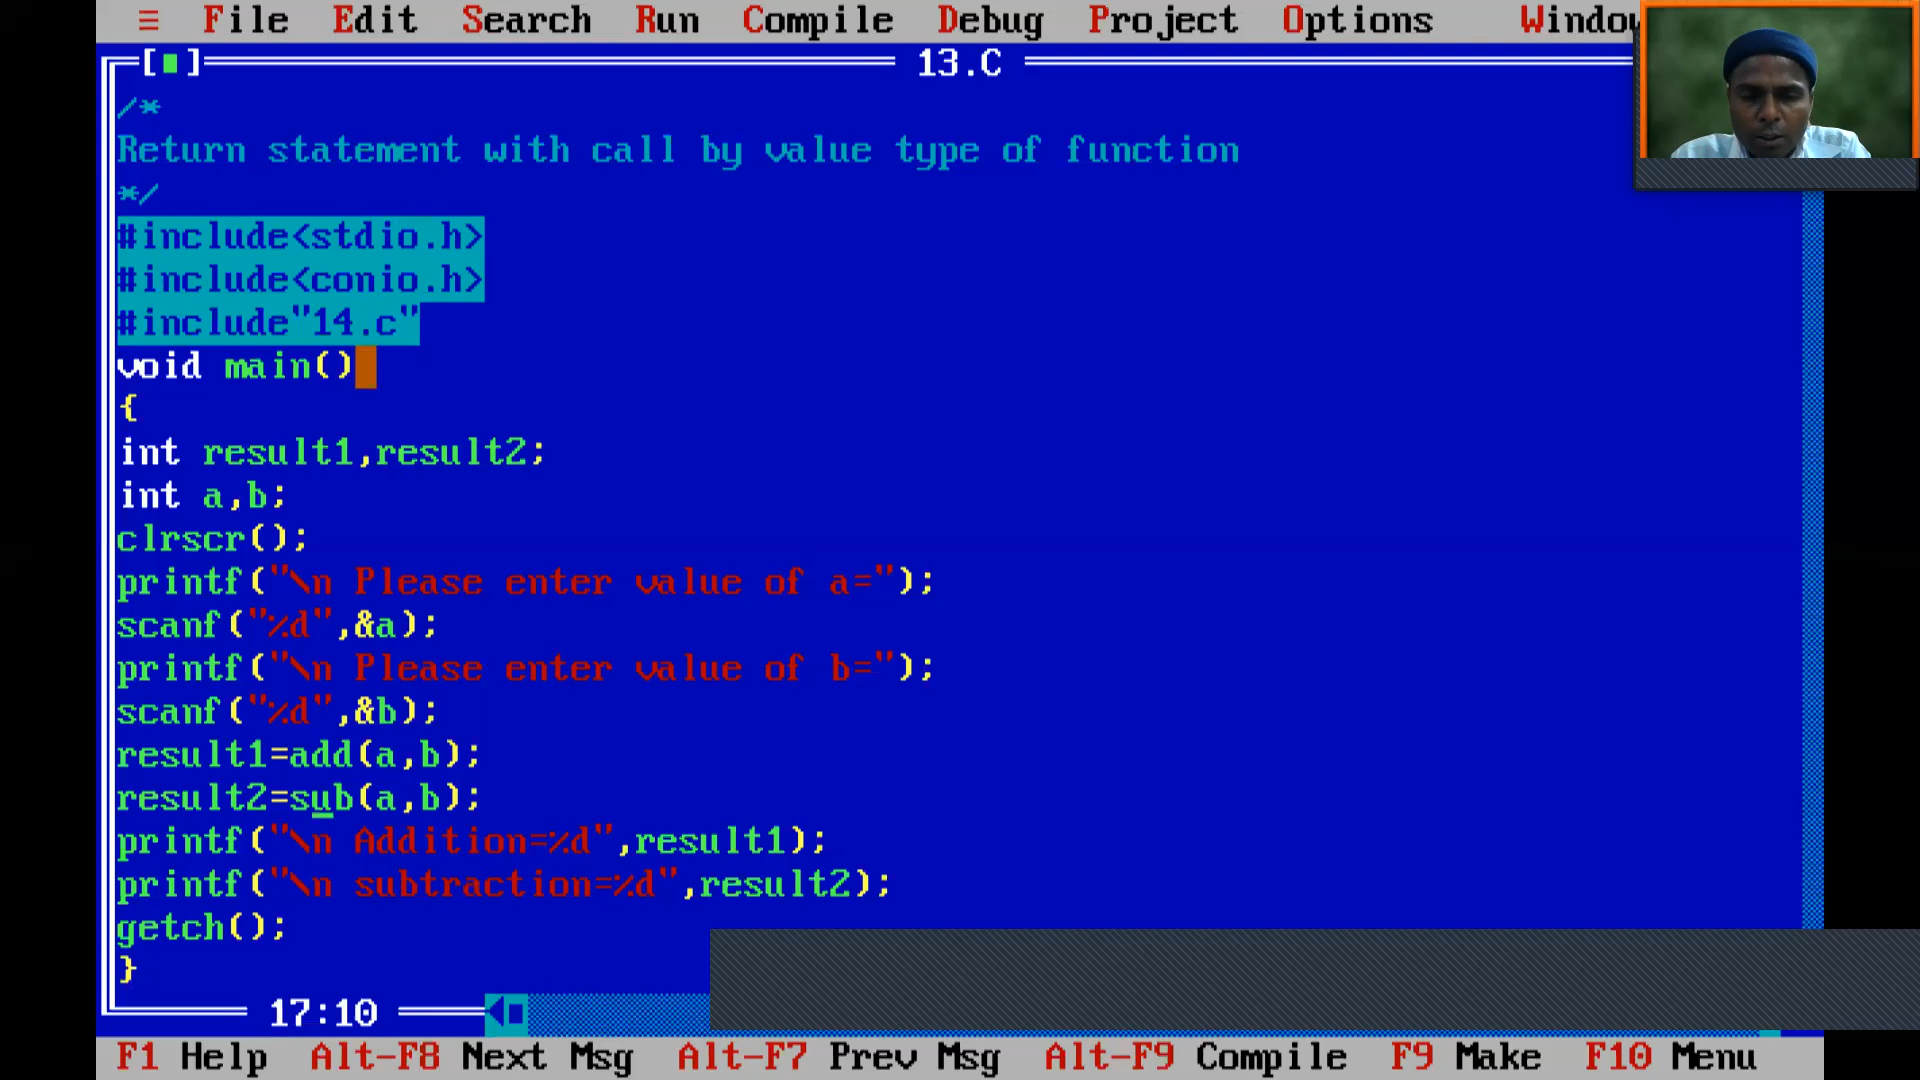 ≡ File Edit Search Run Compile Debug Project Options Window
[■] 13.C
/*
Return statement with call by value type of function
*/
#include<stdio.h>
#include<conio.h>
#include"14.c"
void main()
{
int result1,result2;
int a,b;
clrscr();
printf("\n Please enter value of a=");
scanf("%d",&a);
printf("\n Please enter value of b=");
scanf("%d",&b);
result1=add(a,b);
result2=sub(a,b);
printf("\n Addition=%d",result1);
printf("\n subtraction=%d",result2);
getch();
}
17:10
F1 Help Alt-F8 Next Msg Alt-F7 Prev Msg Alt-F9 Compile F9 Make F10 Menu